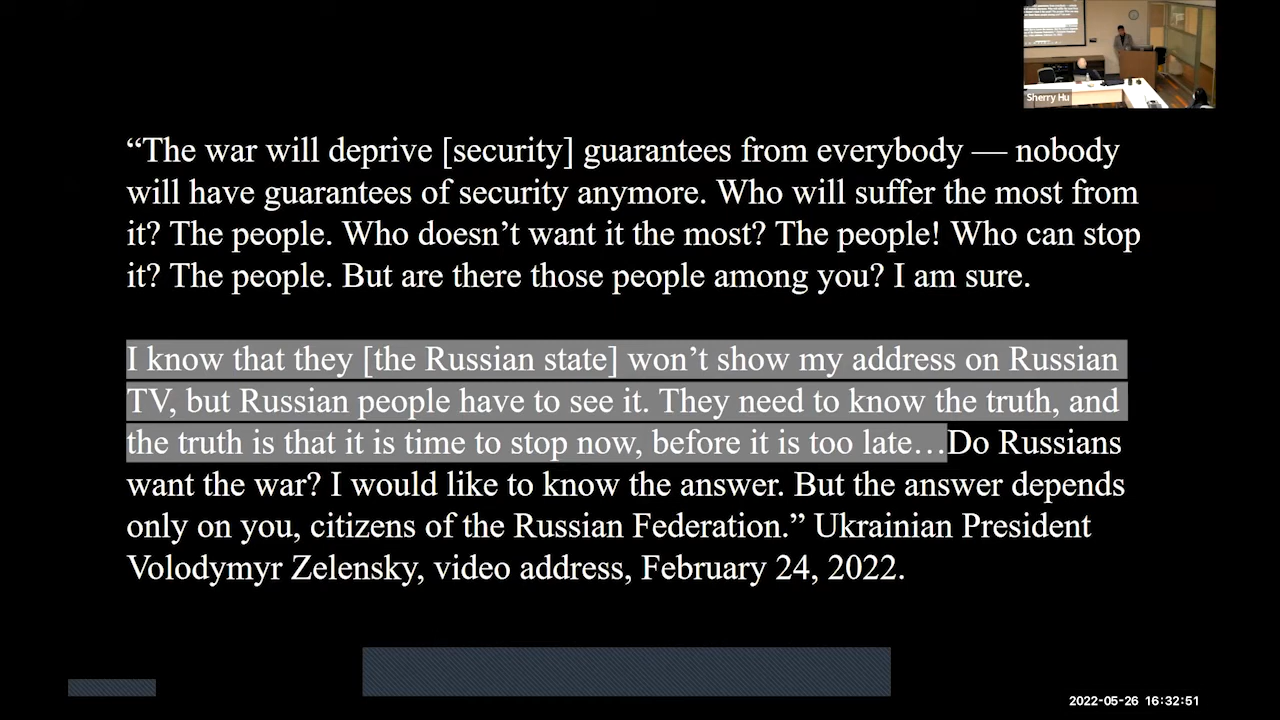 Sherry Hu
“The war will deprive [security] guarantees from everybody — nobody
will have guarantees of security anymore. Who will suffer the most from
it? The people. Who doesn’t want it the most? The people! Who can stop
it? The people. But are there those people among you? I am sure.
I know that they [the Russian state] won’t show my address on Russian
TV, but Russian people have to see it. They need to know the truth, and
the truth is that it is time to stop now, before it is too late…Do Russians
want the war? I would like to know the answer. But the answer depends
only on you, citizens of the Russian Federation.” Ukrainian President
Volodymyr Zelensky, video address, February 24, 2022.
2022-05-26 16:32:51